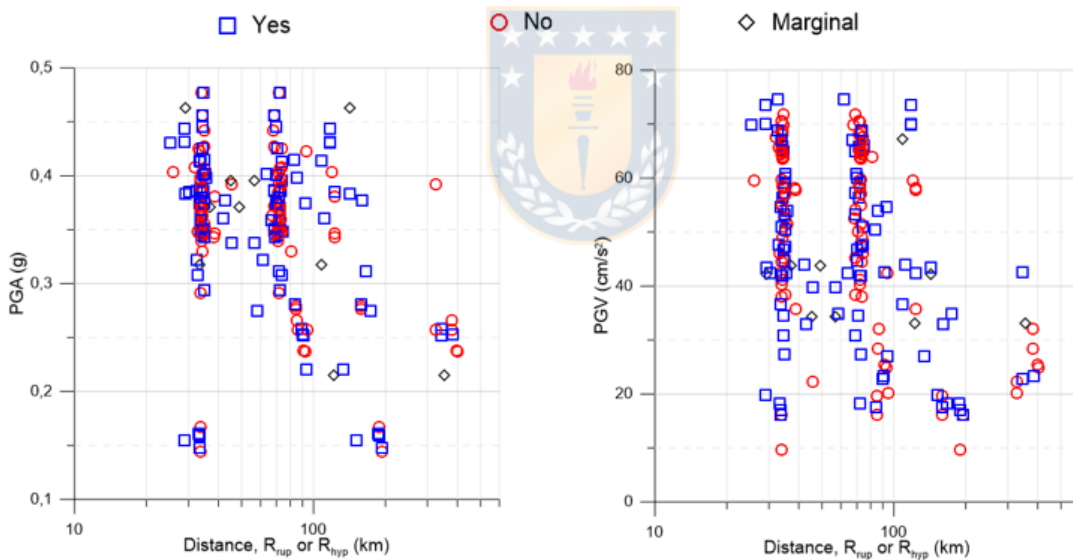 Yes No Marginal
0,5
0,4
0,3
0,2
0,1
PGA (g)
10 100
Distance, Rrup or Rhyp (km)
80
60
40
20
0
PGV (cm/s²)
10 100
Distance, Rrup or Rhyp (km)